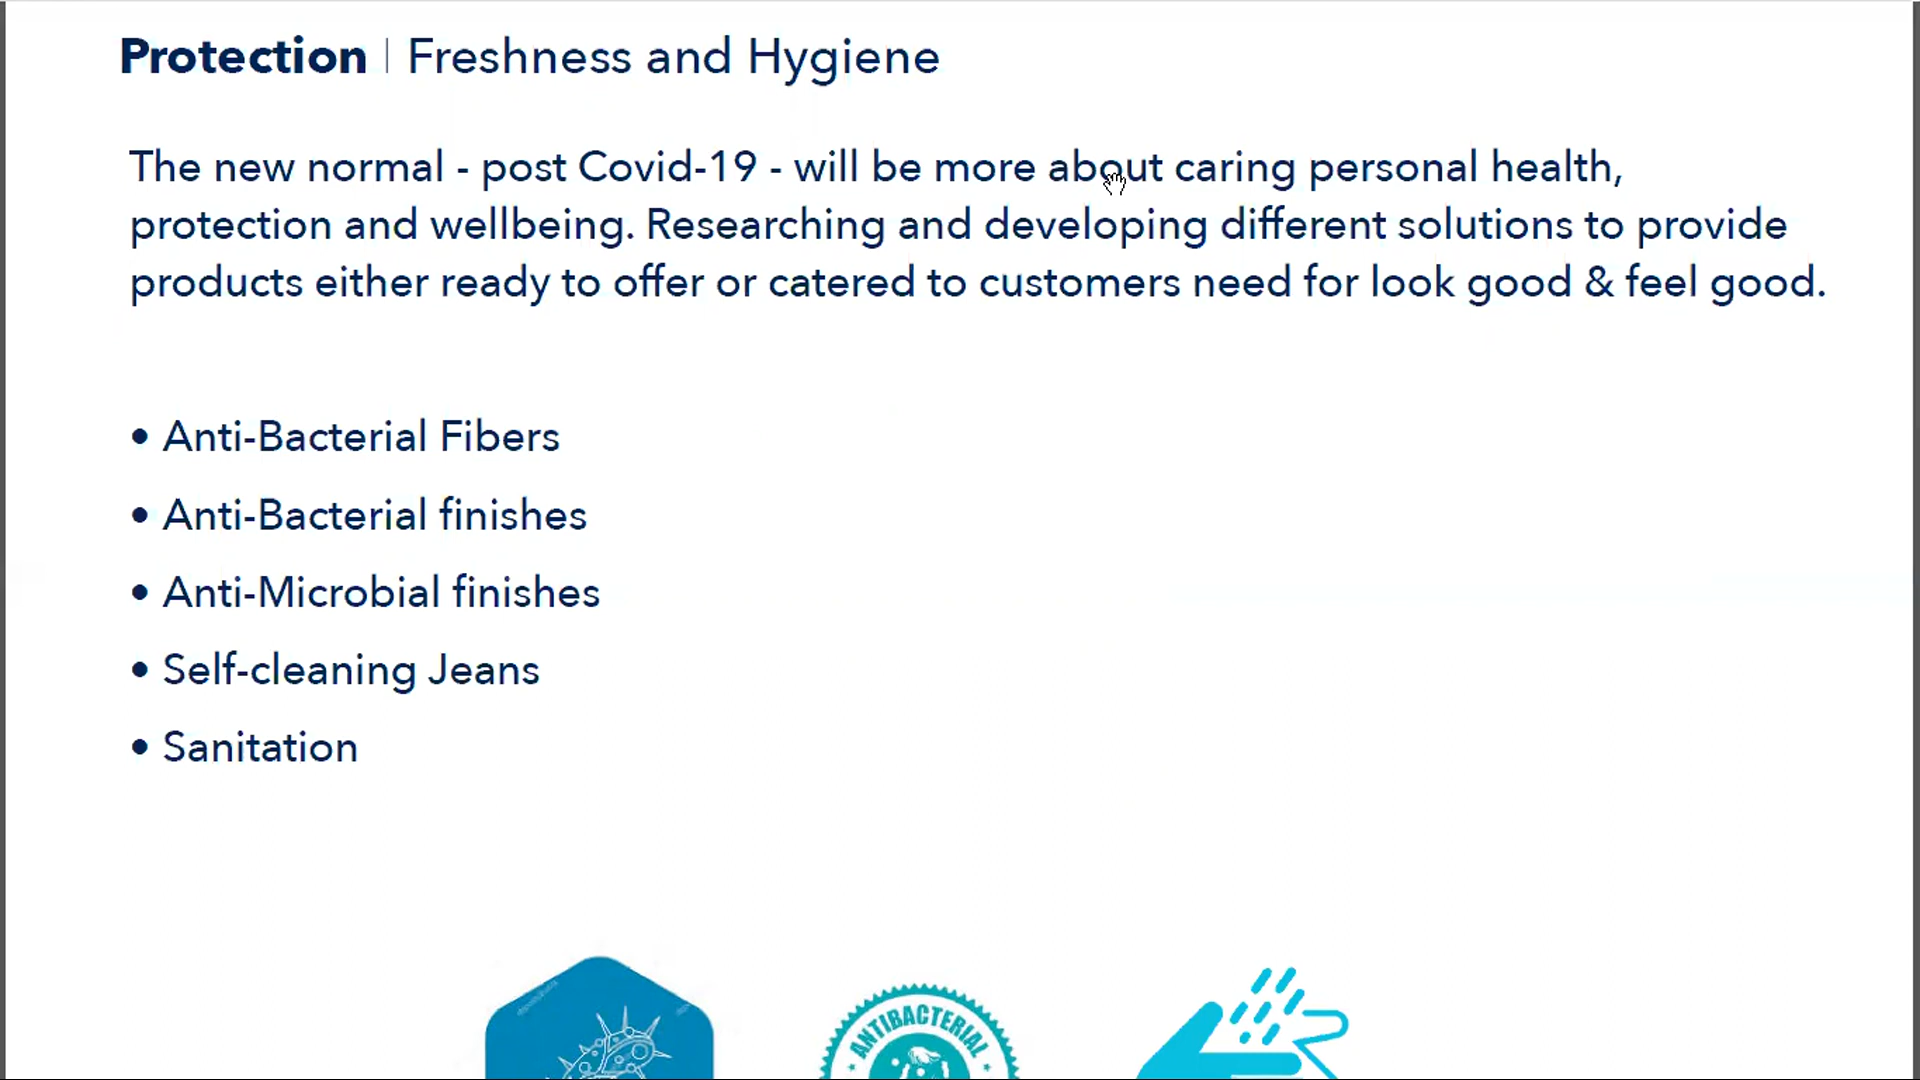 Protection | Freshness and Hygiene
The new normal - post Covid-19 - will be more about caring personal health,
protection and wellbeing. Researching and developing different solutions to provide
products either ready to offer or catered to customers need for look good & feel good.
• Anti-Bacterial Fibers
• Anti-Bacterial finishes
• Anti-Microbial finishes
• Self-cleaning Jeans
• Sanitation
ANTIBACTERIAL